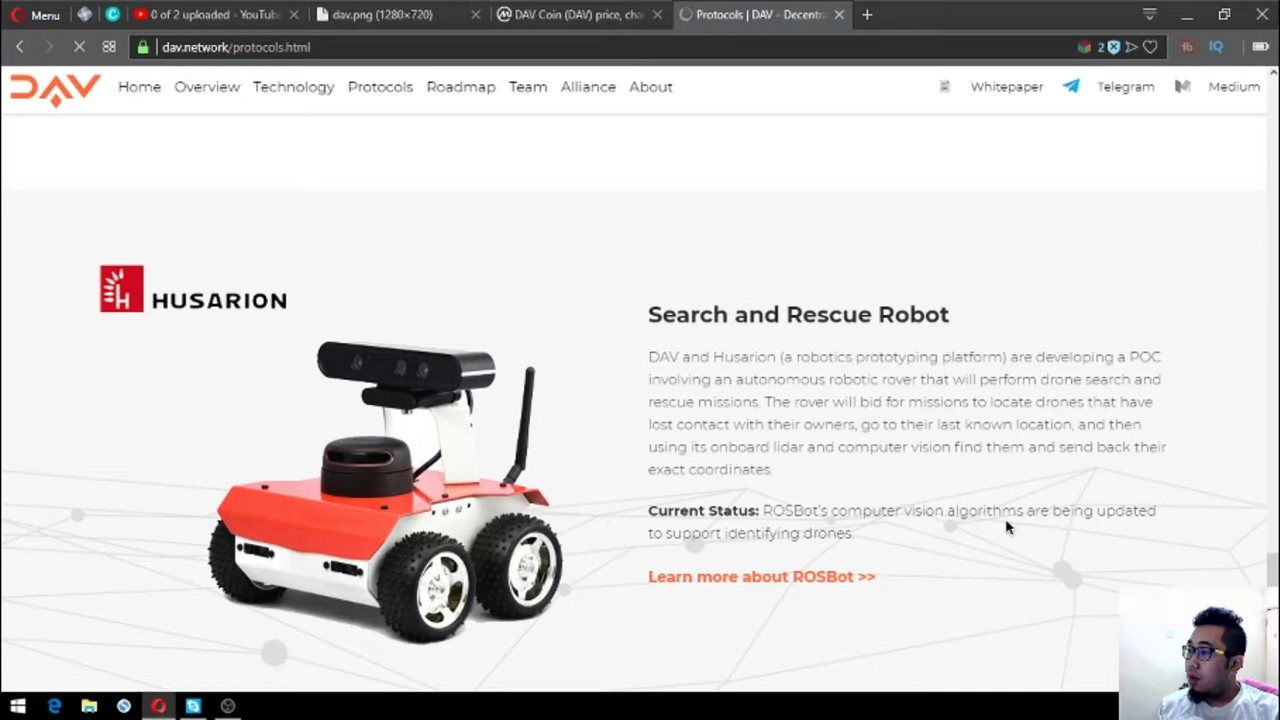 Menu
0 of 2 uploaded - YouTub
dav.png (1280×720)
DAV Coin (DAV) price, cha
Protocols | DAV - Decentra
dav.network/protocols.html
2
IQ
DAV
Home
Overview
Technology
Protocols
Roadmap
Team
Alliance
About
Whitepaper
Telegram
Medium
H HUSARION
Search and Rescue Robot
DAV and Husarion (a robotics prototyping platform) are developing a POC
involving an autonomous robotic rover that will perform drone search and
rescue missions. The rover will bid for missions to locate drones that have
lost contact with their owners, go to their last known location, and then
using its onboard lidar and computer vision find them and send back their
exact coordinates.
Current Status: ROSBot's computer vision algorithms are being updated
to support identifying drones.
Learn more about ROSBot >>